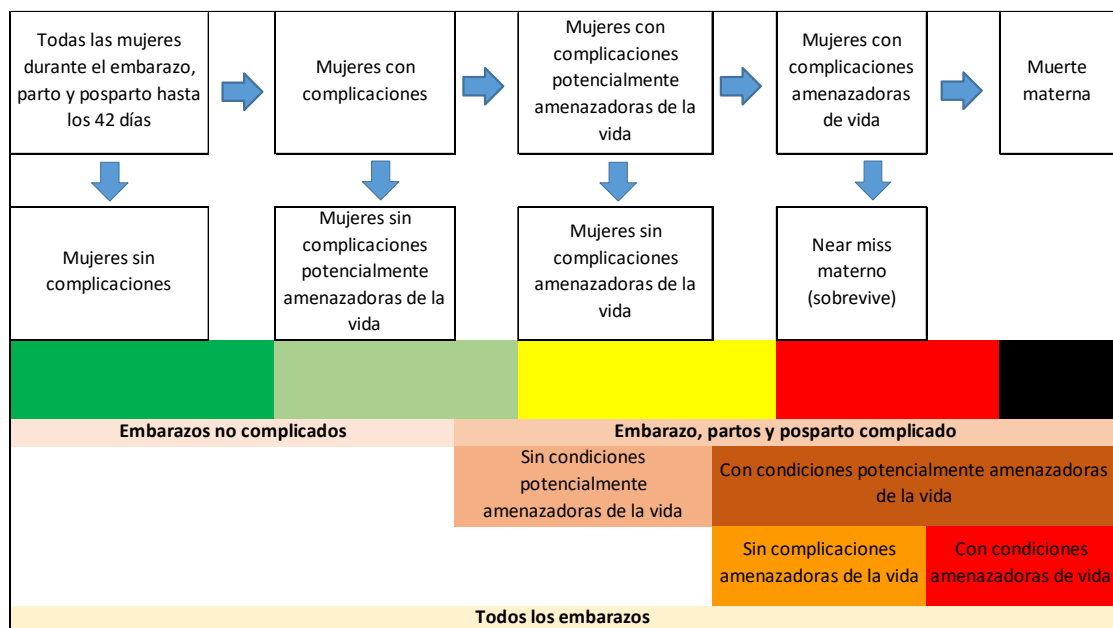 Todas las mujeres
durante el embarazo,
parto y posparto hasta
los 42 días
Mujeres con
complicaciones
Mujeres con
complicaciones
potencialmente
amenazadoras de la
vida
Mujeres con
complicaciones
amenazadoras
de vida
Muerte
materna
Mujeres sin
complicaciones
Mujeres sin
complicaciones
potencialmente
amenazadoras de la
vida
Mujeres sin
complicaciones
amenazadoras de la
vida
Near miss
materno
(sobrevive)
Embarazos no complicados
Embarazo, partos y posparto complicado
Sin condiciones
potencialmente
amenazadoras de la vida
Con condiciones potencialmente amenazadoras
de la vida
Sin complicaciones
amenazadoras de la vida
Con condiciones
amenazadoras de vida
Todos los embarazos